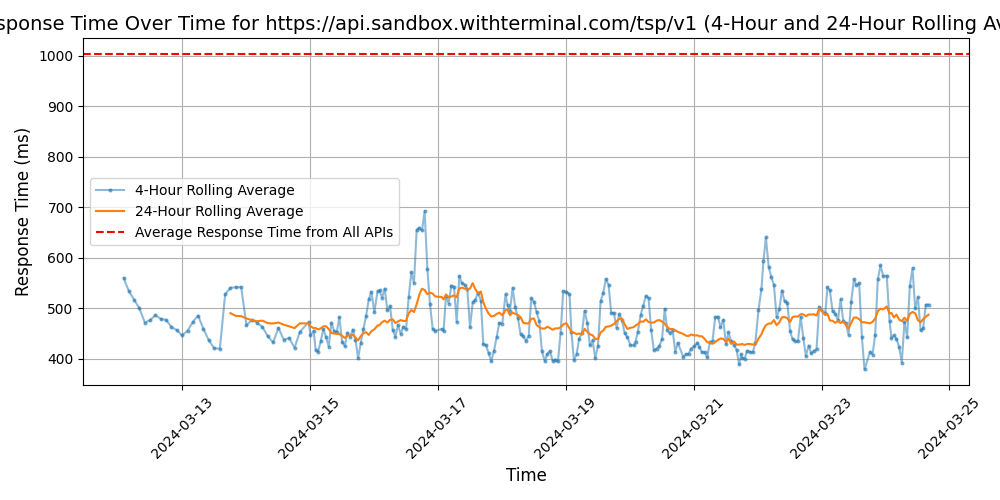 sponse Time Over Time for https://api.sandbox.withterminal.com/tsp/v1 (4-Hour and 24-Hour Rolling Av
1000
900
800
700
600
500
400
Response Time (ms)
4-Hour Rolling Average
24-Hour Rolling Average
Average Response Time from All APIs
2024-03-13
2024-03-15
2024-03-17
2024-03-19
2024-03-21
2024-03-23
2024-03-25
Time